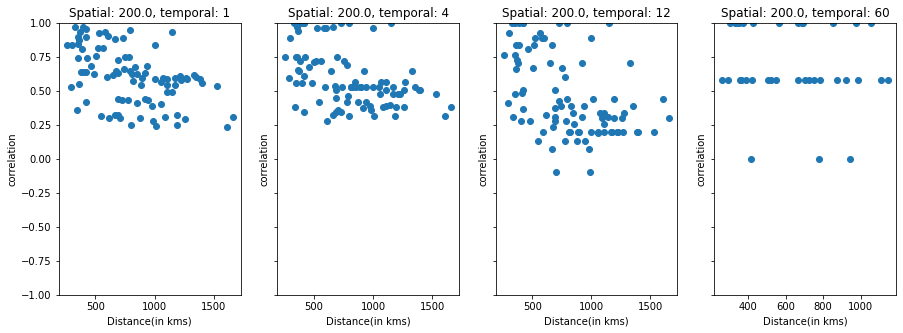 Spatial: 200.0, temporal: 1
Spatial: 200.0, temporal: 4
Spatial: 200.0, temporal: 12
Spatial: 200.0, temporal: 60
1.00
0.75
0.50
0.25
0.00
−0.25
−0.50
−0.75
−1.00
correlation
correlation
correlation
correlation
500 1000 1500
500 1000 1500
500 1000 1500
400 600 800 1000
Distance(in kms)
Distance(in kms)
Distance(in kms)
Distance(in kms)